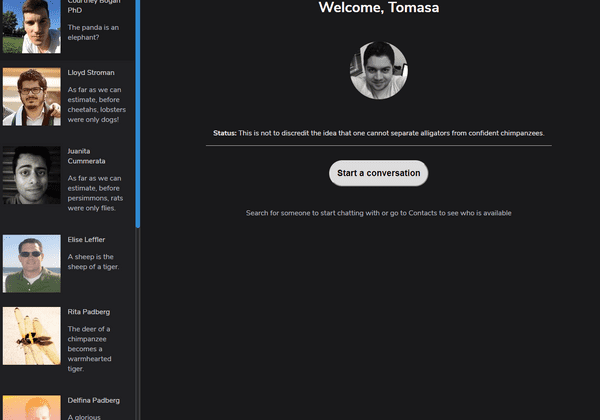 Courtney Bogan
PhD
The panda is an
elephant?
Lloyd Stroman
As far as we can
estimate, before
cheetahs, lobsters
were only dogs!
Juanita
Cummerata
As far as we can
estimate, before
persimmons, rats
were only flies.
Elise Leffler
A sheep is the
sheep of a tiger.
Rita Padberg
The deer of a
chimpanzee
becomes a
warmhearted
tiger.
Delfina Padberg
A glorious
Welcome, Tomasa
Status: This is not to discredit the idea that one cannot separate alligators from confident chimpanzees.
Start a conversation
Search for someone to start chatting with or go to Contacts to see who is available